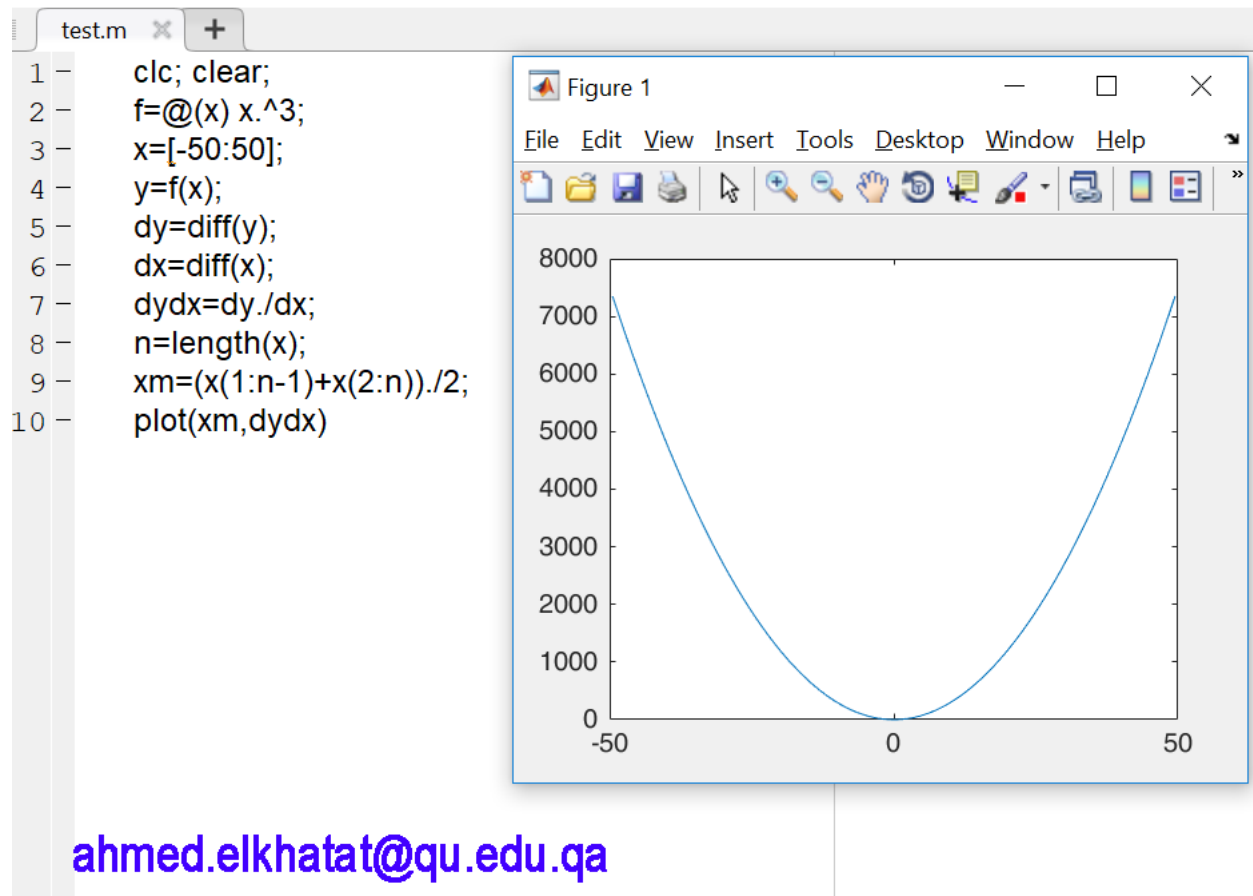 test.m
1 clc; clear;
2 f=@(x) x.^3;
3 x=[-50:50];
4 y=f(x);
5 dy=diff(y);
6 dx=diff(x);
7 dydx=dy./dx;
8 n=length(x);
9 xm=(x(1:n-1)+x(2:n))./2;
10 plot(xm,dydx)
Figure 1
File Edit View Insert Tools Desktop Window Help
8000
7000
6000
5000
4000
3000
2000
1000
0
-50 0 50
ahmed.elkhatat@qu.edu.qa